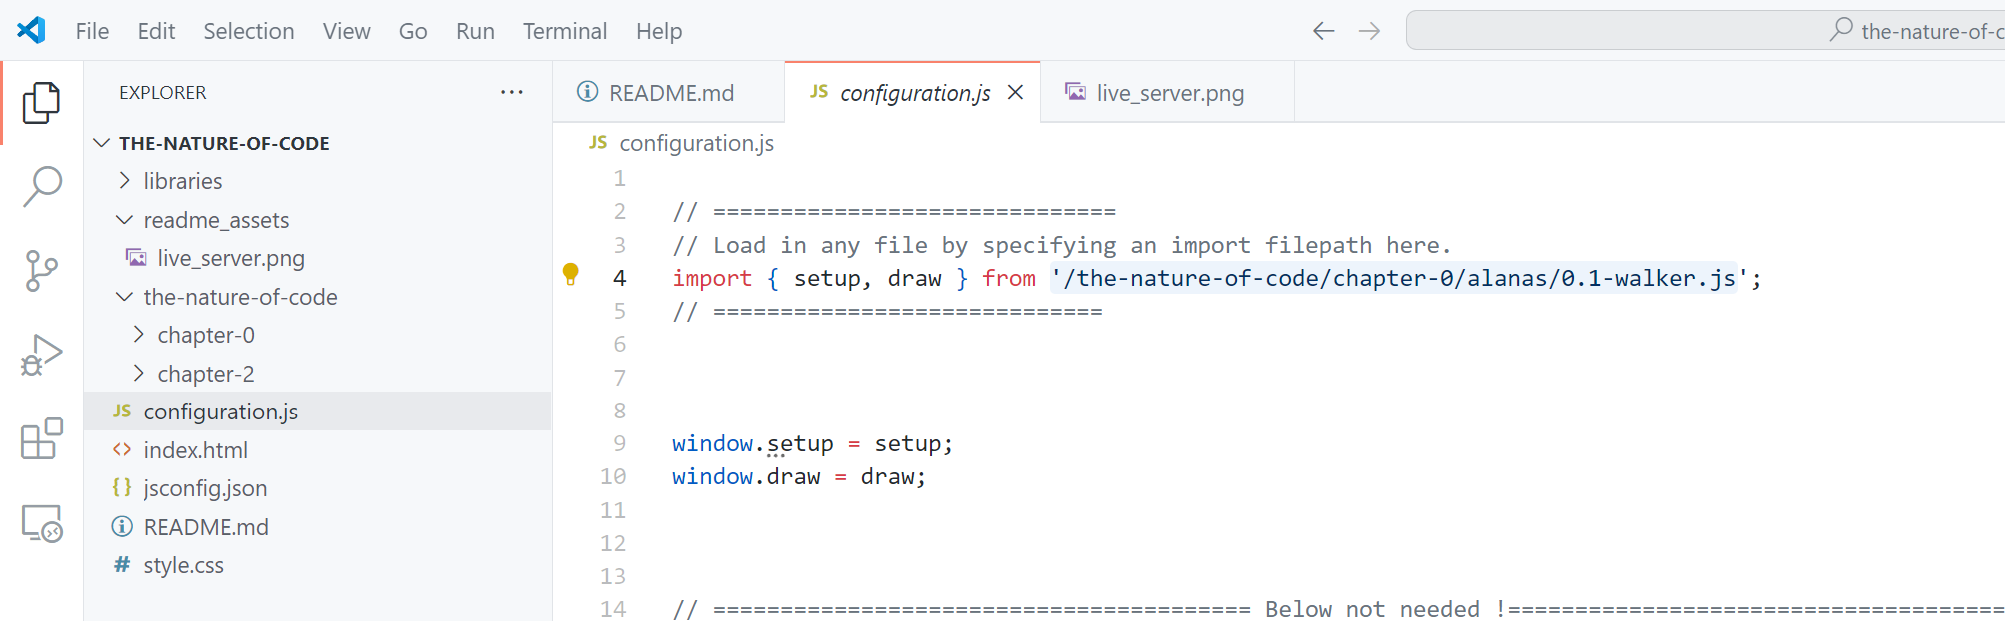 File Edit Selection View Go Run Terminal Help
the-nature-of-c
EXPLORER
THE-NATURE-OF-CODE
libraries
readme_assets
live_server.png
the-nature-of-code
chapter-0
chapter-2
JS configuration.js
index.html
{} jsconfig.json
README.md
# style.css
README.md JS configuration.js live_server.png
JS configuration.js
1
2 // ==============================
3 // Load in any file by specifying an import filepath here.
4 import { setup, draw } from '/the-nature-of-code/chapter-0/alanas/0.1-walker.js';
5 // =============================
6
7
8
9 window.setup = setup;
10 window.draw = draw;
11
12
13
14 // ======================================== Below not needed !=====================================